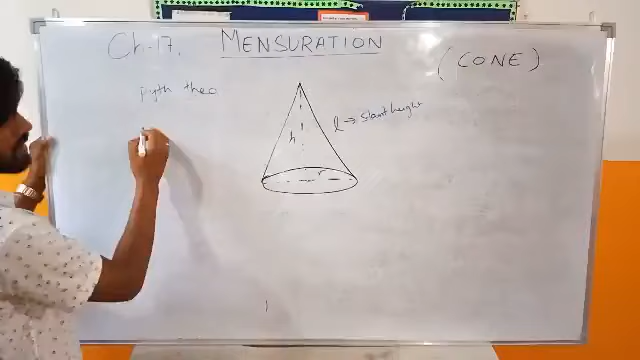 Ch-17. MENSURATION
(CONE)
pyth theo
h
l → slant height
r